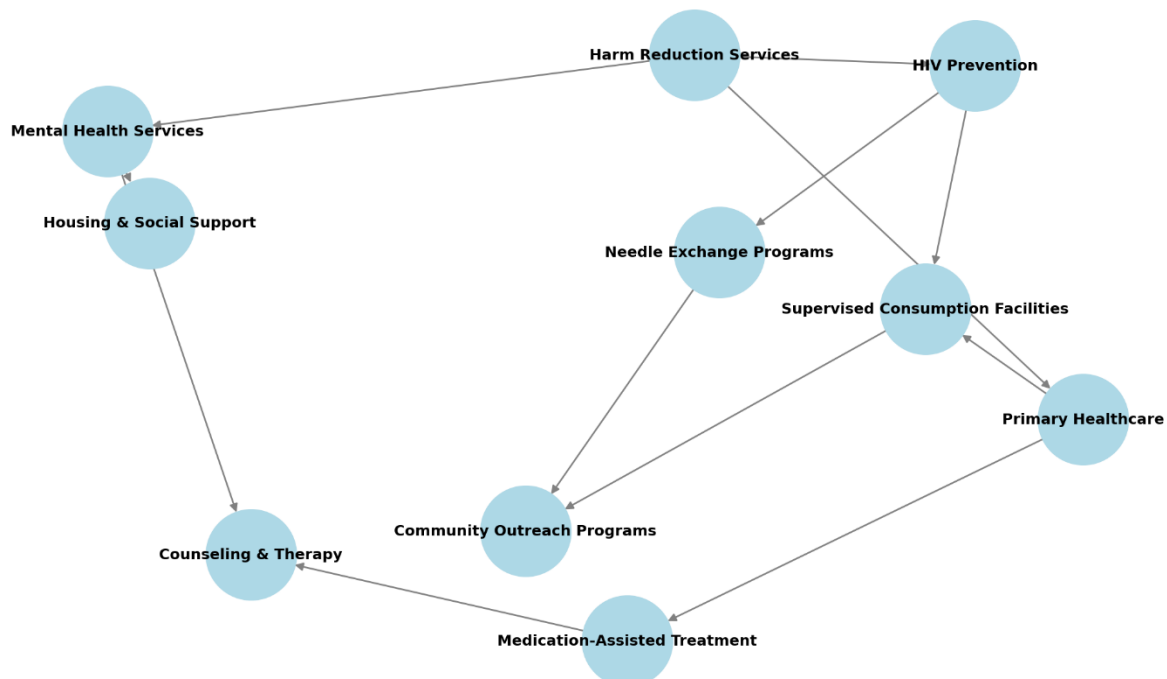 Harm Reduction Services
HIV Prevention
Mental Health Services
Housing & Social Support
Needle Exchange Programs
Supervised Consumption Facilities
Primary Healthcare
Community Outreach Programs
Counseling & Therapy
Medication-Assisted Treatment